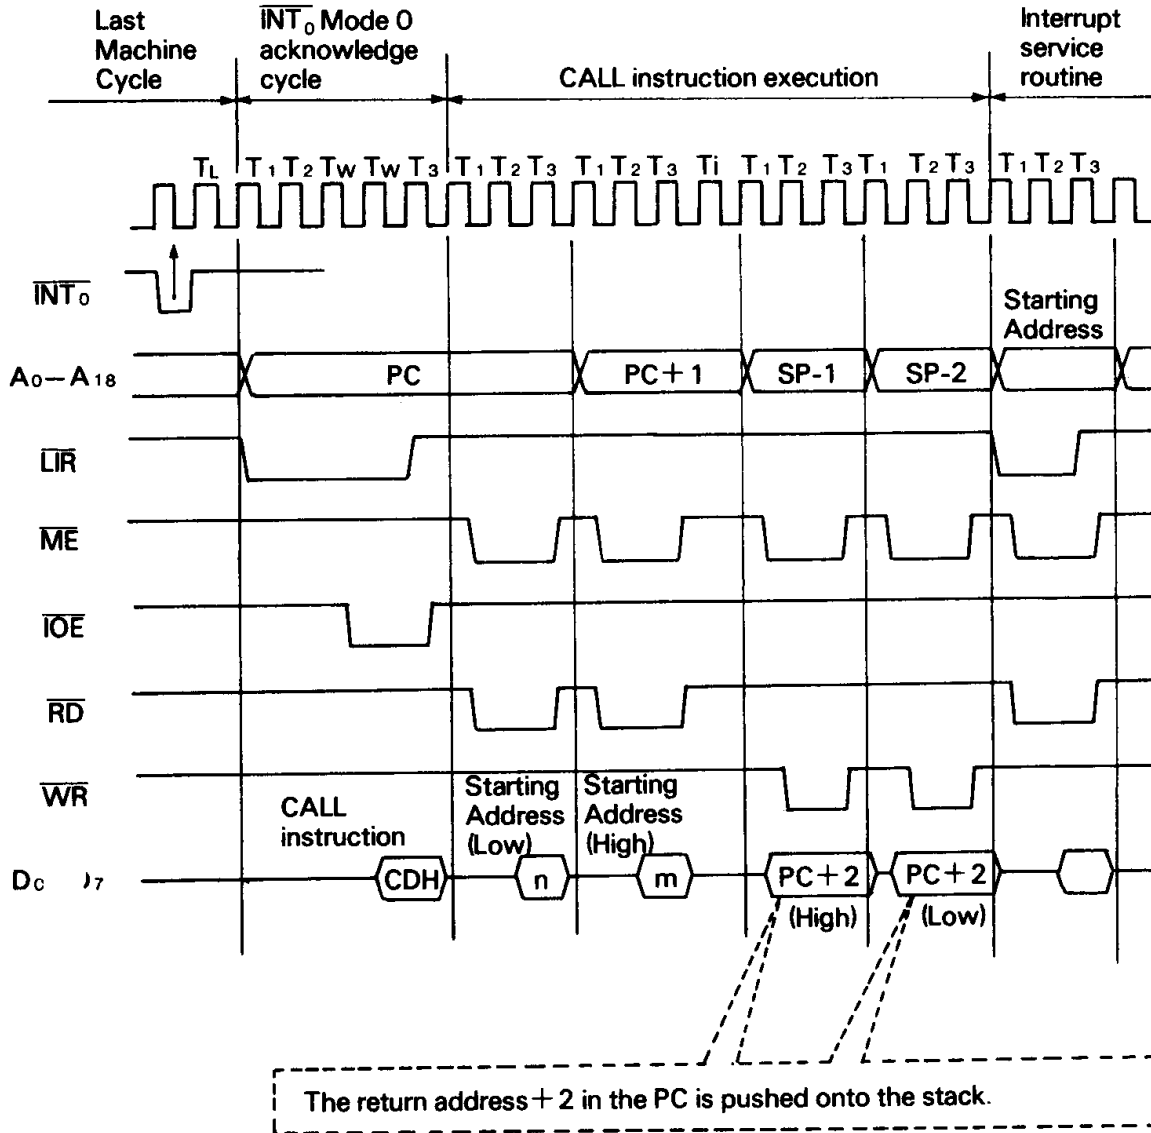 Last
Machine
Cycle
INT0 Mode 0
acknowledge
cycle
CALL instruction execution
Interrupt
service
routine
TL T1 T2 TW TW T3 T1 T2 T3 T1 T2 T3 Ti T1 T2 T3 T1 T2 T3 T1 T2 T3
INT0
Starting
Address
A0–A18 PC PC+1 SP-1 SP-2
LIR
ME
IOE
RD
WR
CALL
instruction
Starting
Address
(Low)
Starting
Address
(High)
CDH n m PC+2 PC+2
(High) (Low)
The return address+2 in the PC is pushed onto the stack.